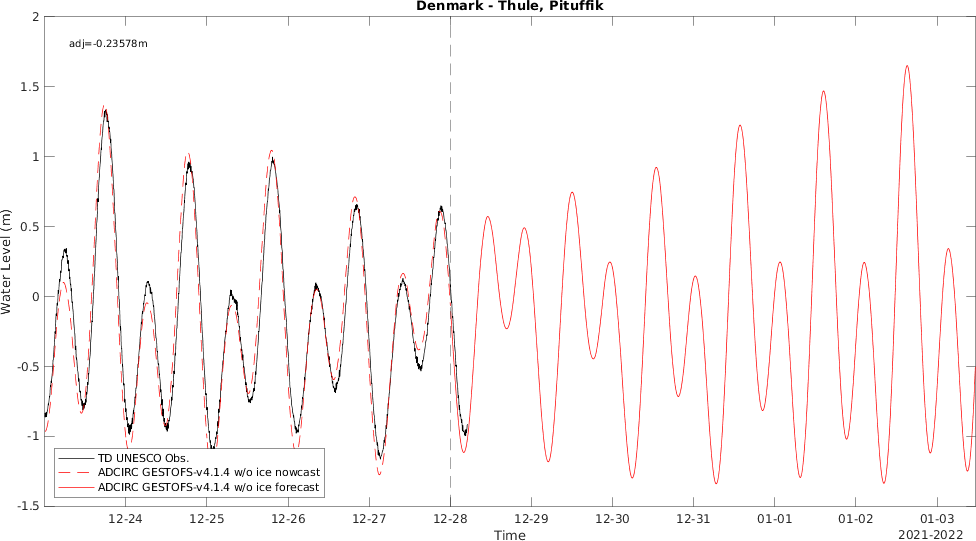 Denmark - Thule, Pituffik
adj=-0.23578m
2
1.5
1
0.5
0
-0.5
-1
-1.5
Water Level (m)
TD UNESCO Obs.
ADCIRC GESTOFS-v4.1.4 w/o ice nowcast
ADCIRC GESTOFS-v4.1.4 w/o ice forecast
12-24 12-25 12-26 12-27 12-28 12-29 12-30 12-31 01-01 01-02 01-03
Time
2021-2022